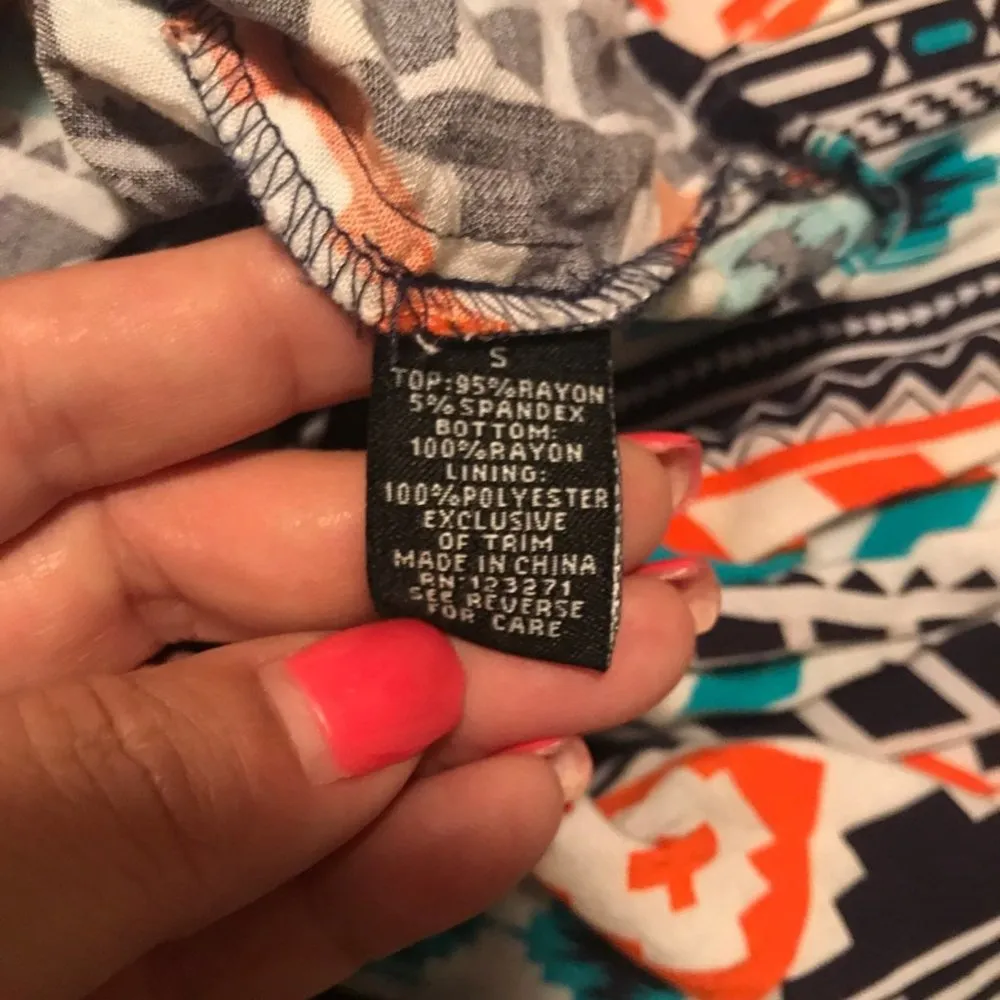 S
TOP:95%RAYON
5%SPANDEX
BOTTOM:
100%RAYON
LINING:
100%POLYESTER
EXCLUSIVE
OF TRIM
MADE IN CHINA
RN:123271
SEE REVERSE
FOR CARE